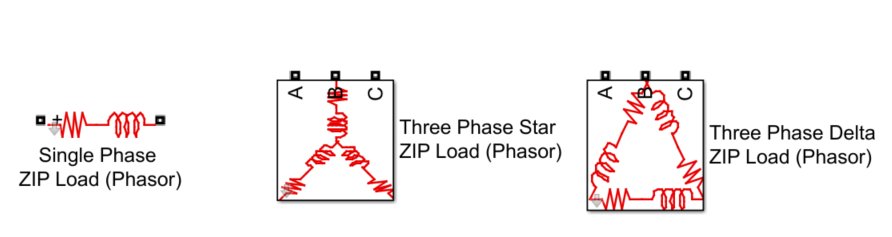 +
Single Phase
ZIP Load (Phasor)
A B C
Three Phase Star
ZIP Load (Phasor)
A B C
Three Phase Delta
ZIP Load (Phasor)